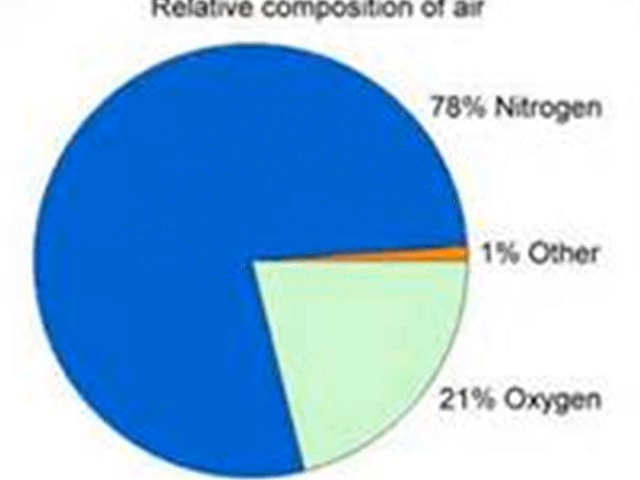 Relative composition of air
78% Nitrogen
1% Other
21% Oxygen